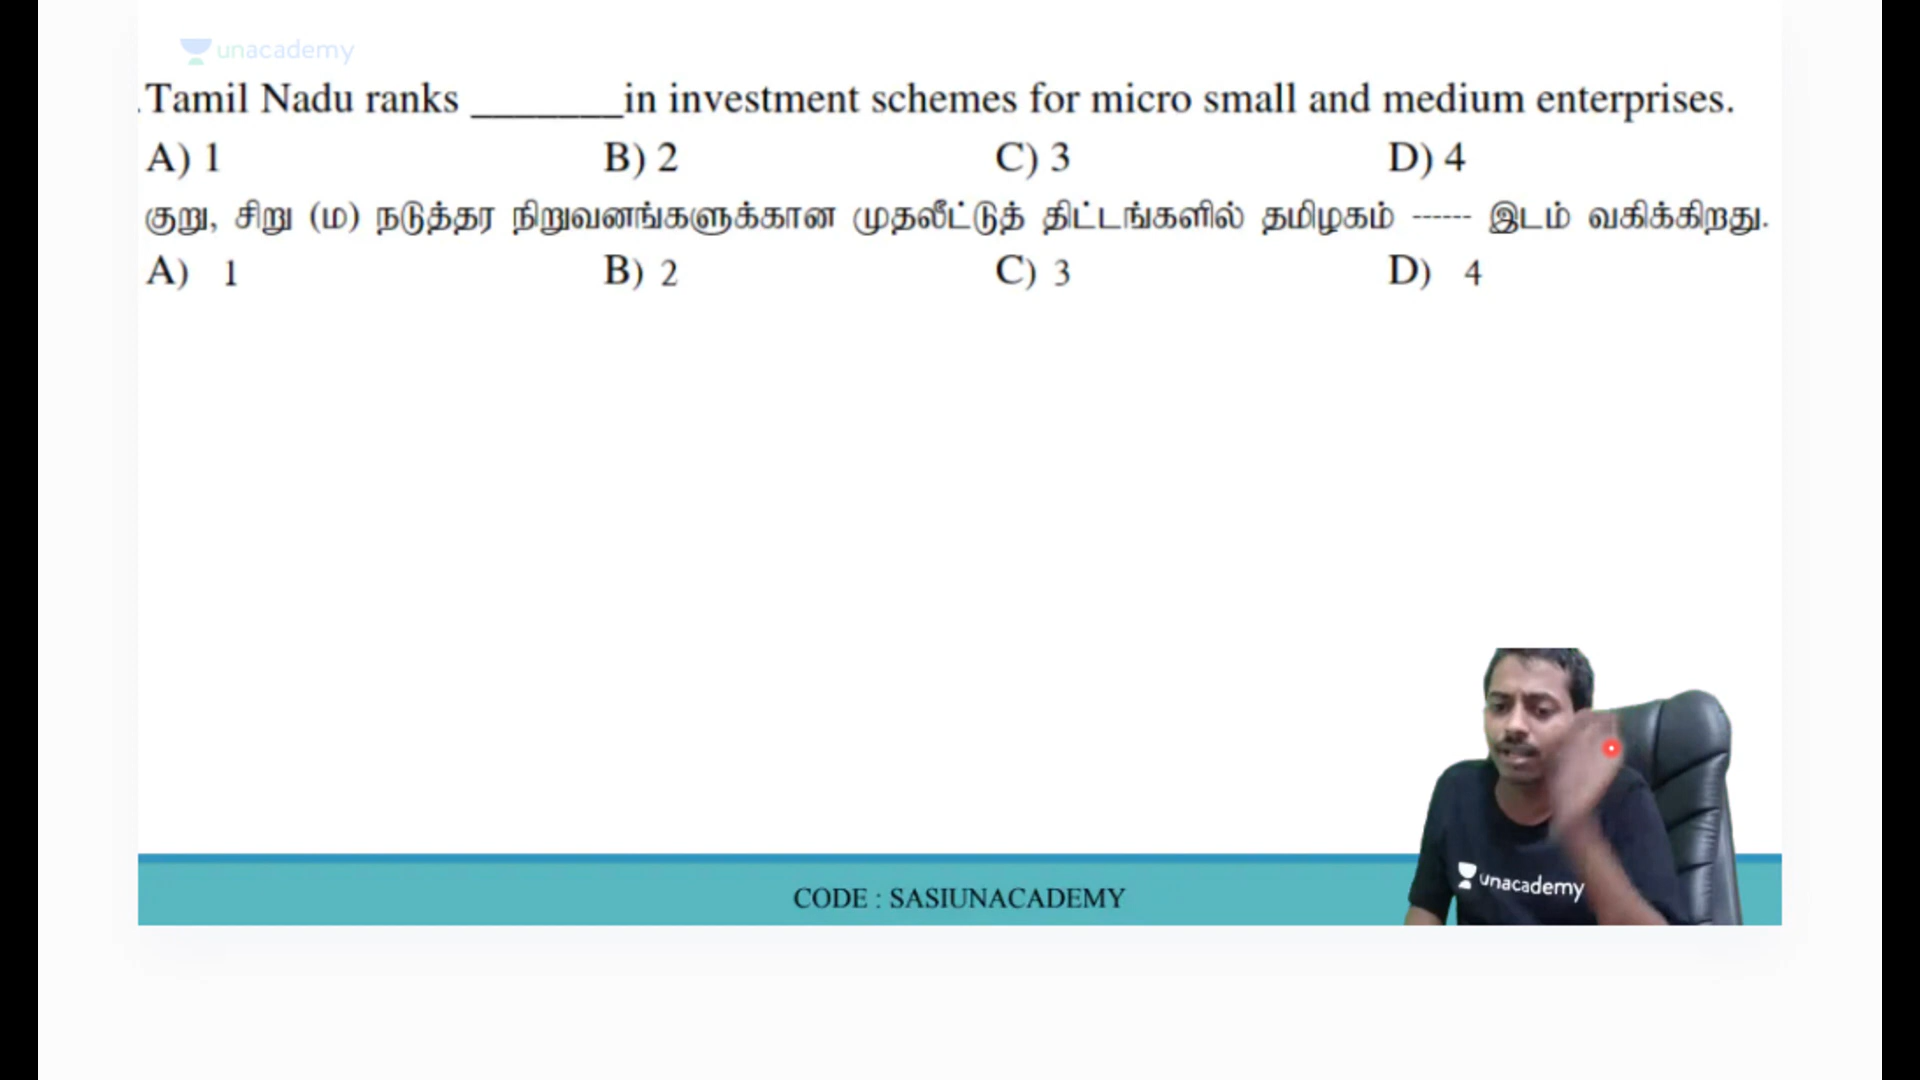 unacademy
.Tamil Nadu ranks _______in investment schemes for micro small and medium enterprises.
A) 1 B) 2 C) 3 D) 4
குறு, சிறு (ம) நடுத்தர நிறுவனங்களுக்கான முதலீட்டுத் திட்டங்களில் தமிழகம் ------ இடம் வகிக்கிறது.
A) 1 B) 2 C) 3 D) 4
unacademy
CODE : SASIUNACADEMY